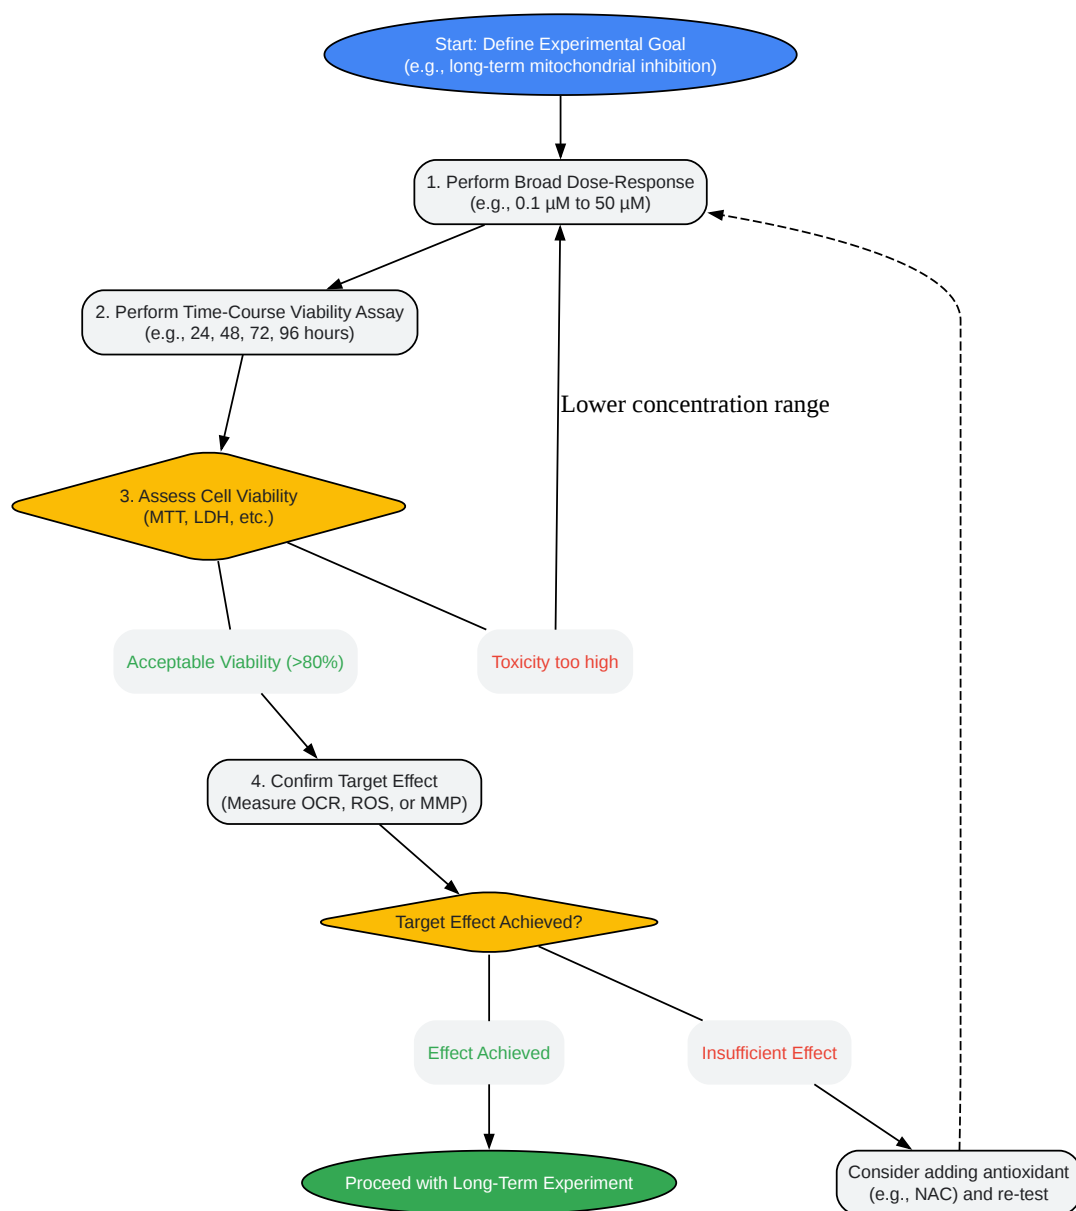 Start: Define Experimental Goal
(e.g., long-term mitochondrial inhibition)
1. Perform Broad Dose-Response
(e.g., 0.1 µM to 50 µM)
2. Perform Time-Course Viability Assay
(e.g., 24, 48, 72, 96 hours)
Lower concentration range
3. Assess Cell Viability
(MTT, LDH, etc.)
Acceptable Viability (>80%)
Toxicity too high
4. Confirm Target Effect
(Measure OCR, ROS, or MMP)
Target Effect Achieved?
Effect Achieved
Insufficient Effect
Proceed with Long-Term Experiment
Consider adding antioxidant
(e.g., NAC) and re-test